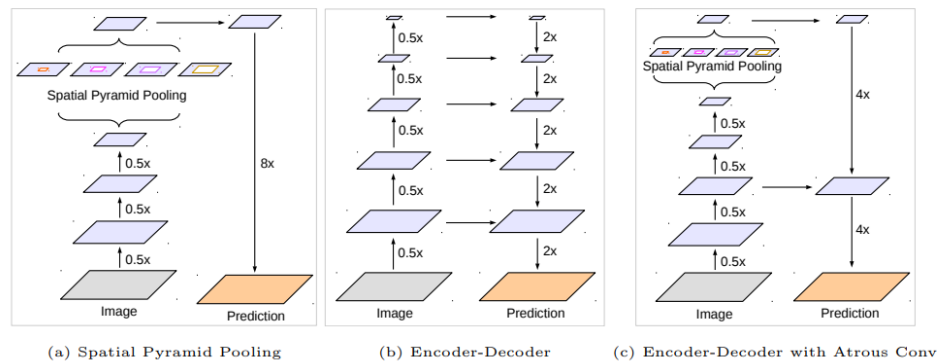 Spatial Pyramid Pooling
0.5x
0.5x
0.5x
8x
Image
Prediction
(a) Spatial Pyramid Pooling
0.5x
2x
0.5x
2x
0.5x
2x
0.5x
2x
0.5x
2x
Image
Prediction
(b) Encoder-Decoder
Spatial Pyramid Pooling
4x
0.5x
0.5x
0.5x
0.5x
4x
Image
Prediction
(c) Encoder-Decoder with Atrous Conv